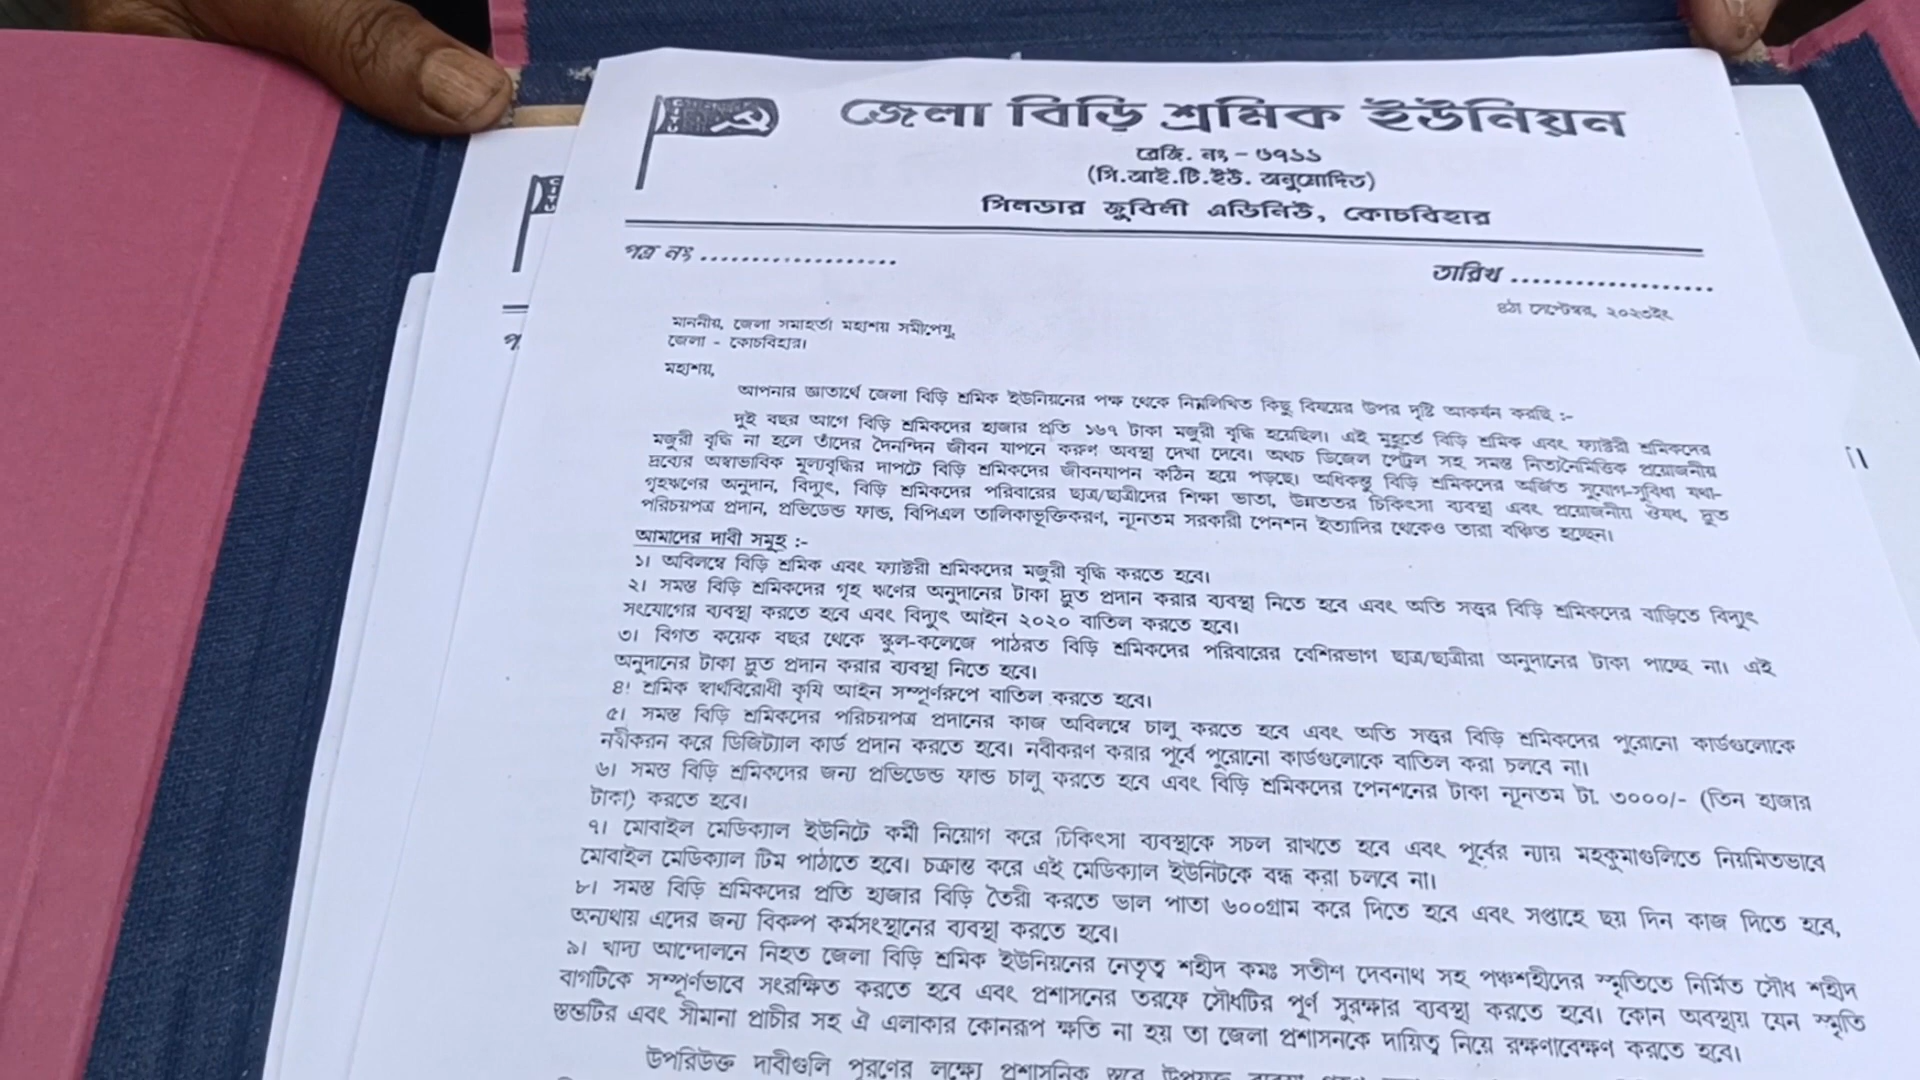 CITU
জেলা বিড়ি শ্রমিক ইউনিয়ন
রেজি. নং - ৬৭১১
(সি.আই.টি.ইউ. অনুমোদিত)
সিলভার জুবিলী এভিনিউ, কোচবিহার
পত্র নং ....................
তারিখ ....................
৪ঠা সেপ্টেম্বর, ২০২৩ইং
মাননীয়, জেলা সমাহর্তা মহাশয় সমীপেষু,
জেলা - কোচবিহার।
মহাশয়,
আপনার জ্ঞাতার্থে জেলা বিড়ি শ্রমিক ইউনিয়নের পক্ষ থেকে নিম্নলিখিত কিছু বিষয়ের উপর দৃষ্টি আকর্ষন করছি :-
দুই বছর আগে বিড়ি শ্রমিকদের হাজার প্রতি ১৬৭ টাকা মজুরী বৃদ্ধি হয়েছিল। এই মুহূর্তে বিড়ি শ্রমিক এবং ফ্যাক্টরী শ্রমিকদের
মজুরী বৃদ্ধি না হলে তাঁদের দৈনন্দিন জীবন যাপনে করুণ অবস্থা দেখা দেবে। অথচ ডিজেল পেট্রল সহ সমস্ত নিত্যনৈমিত্তিক প্রয়োজনীয়
দ্রব্যের অস্বাভাবিক মূল্যবৃদ্ধির দাপটে বিড়ি শ্রমিকদের জীবনযাপন কঠিন হয়ে পড়ছে। অধিকন্তু বিড়ি শ্রমিকদের অর্জিত সুযোগ-সুবিধা যথা-
গৃহঋণের অনুদান, বিদ্যুৎ, বিড়ি শ্রমিকদের পরিবারের ছাত্র/ছাত্রীদের শিক্ষা ভাতা, উন্নততর চিকিৎসা ব্যবস্থা এবং প্রয়োজনীয় ঔষধ, দ্রুত
পরিচয়পত্র প্রদান, প্রভিডেন্ড ফান্ড, বিপিএল তালিকাভূক্তিকরণ, ন্যূনতম সরকারী পেনশন ইত্যাদির থেকেও তারা বঞ্চিত হচ্ছেন।
আমাদের দাবী সমূহ :-
১। অবিলম্বে বিড়ি শ্রমিক এবং ফ্যাক্টরী শ্রমিকদের মজুরী বৃদ্ধি করতে হবে।
২। সমস্ত বিড়ি শ্রমিকদের গৃহ ঋণের অনুদানের টাকা দ্রুত প্রদান করার ব্যবস্থা নিতে হবে এবং অতি সত্ত্বর বিড়ি শ্রমিকদের বাড়িতে বিদ্যুৎ
সংযোগের ব্যবস্থা করতে হবে এবং বিদ্যুৎ আইন ২০২০ বাতিল করতে হবে।
৩। বিগত কয়েক বছর থেকে স্কুল-কলেজে পাঠরত বিড়ি শ্রমিকদের পরিবারের বেশিরভাগ ছাত্র/ছাত্রীরা অনুদানের টাকা পাচ্ছে না। এই
অনুদানের টাকা দ্রুত প্রদান করার ব্যবস্থা নিতে হবে।
৪। শ্রমিক স্বার্থবিরোধী কৃষি আইন সম্পূর্ণরুপে বাতিল করতে হবে।
৫। সমস্ত বিড়ি শ্রমিকদের পরিচয়পত্র প্রদানের কাজ অবিলম্বে চালু করতে হবে এবং অতি সত্ত্বর বিড়ি শ্রমিকদের পুরোনো কার্ডগুলোকে
নবীকরন করে ডিজিট্যাল কার্ড প্রদান করতে হবে। নবীকরণ করার পূর্বে পুরোনো কার্ডগুলোকে বাতিল করা চলবে না।
৬। সমস্ত বিড়ি শ্রমিকদের জন্য প্রভিডেন্ড ফান্ড চালু করতে হবে এবং বিড়ি শ্রমিকদের পেনশনের টাকা ন্যূনতম টা. ৩০০০/- (তিন হাজার
টাকা) করতে হবে।
৭। মোবাইল মেডিক্যাল ইউনিটে কর্মী নিয়োগ করে চিকিৎসা ব্যবস্থাকে সচল রাখতে হবে এবং পূর্বের ন্যায় মহকুমাগুলিতে নিয়মিতভাবে
মোবাইল মেডিক্যাল টিম পাঠাতে হবে। চক্রান্ত করে এই মেডিক্যাল ইউনিটকে বন্ধ করা চলবে না।
৮। সমস্ত বিড়ি শ্রমিকদের প্রতি হাজার বিড়ি তৈরী করতে ভাল পাতা ৬০০গ্রাম করে দিতে হবে এবং সপ্তাহে ছয় দিন কাজ দিতে হবে,
অন্যথায় এদের জন্য বিকল্প কর্মসংস্থানের ব্যবস্থা করতে হবে।
৯। খাদ্য আন্দোলনে নিহত জেলা বিড়ি শ্রমিক ইউনিয়নের নেতৃত্ব শহীদ কমঃ সতীশ দেবনাথ সহ পঞ্চশহীদের স্মৃতিতে নির্মিত সৌধ শহীদ
বাগটিকে সম্পূর্ণভাবে সংরক্ষিত করতে হবে এবং প্রশাসনের তরফে সৌধটির পূর্ণ সুরক্ষার ব্যবস্থা করতে হবে। কোন অবস্থায় যেন স্মৃতি
স্তম্ভটির এবং সীমানা প্রাচীর সহ ঐ এলাকার কোনরূপ ক্ষতি না হয় তা জেলা প্রশাসনকে দায়িত্ব নিয়ে রক্ষণাবেক্ষণ করতে হবে।
উপরিউক্ত দাবীগুলি পূরণের লক্ষ্যে প্রশাসনিক স্তরে উপযুক্ত